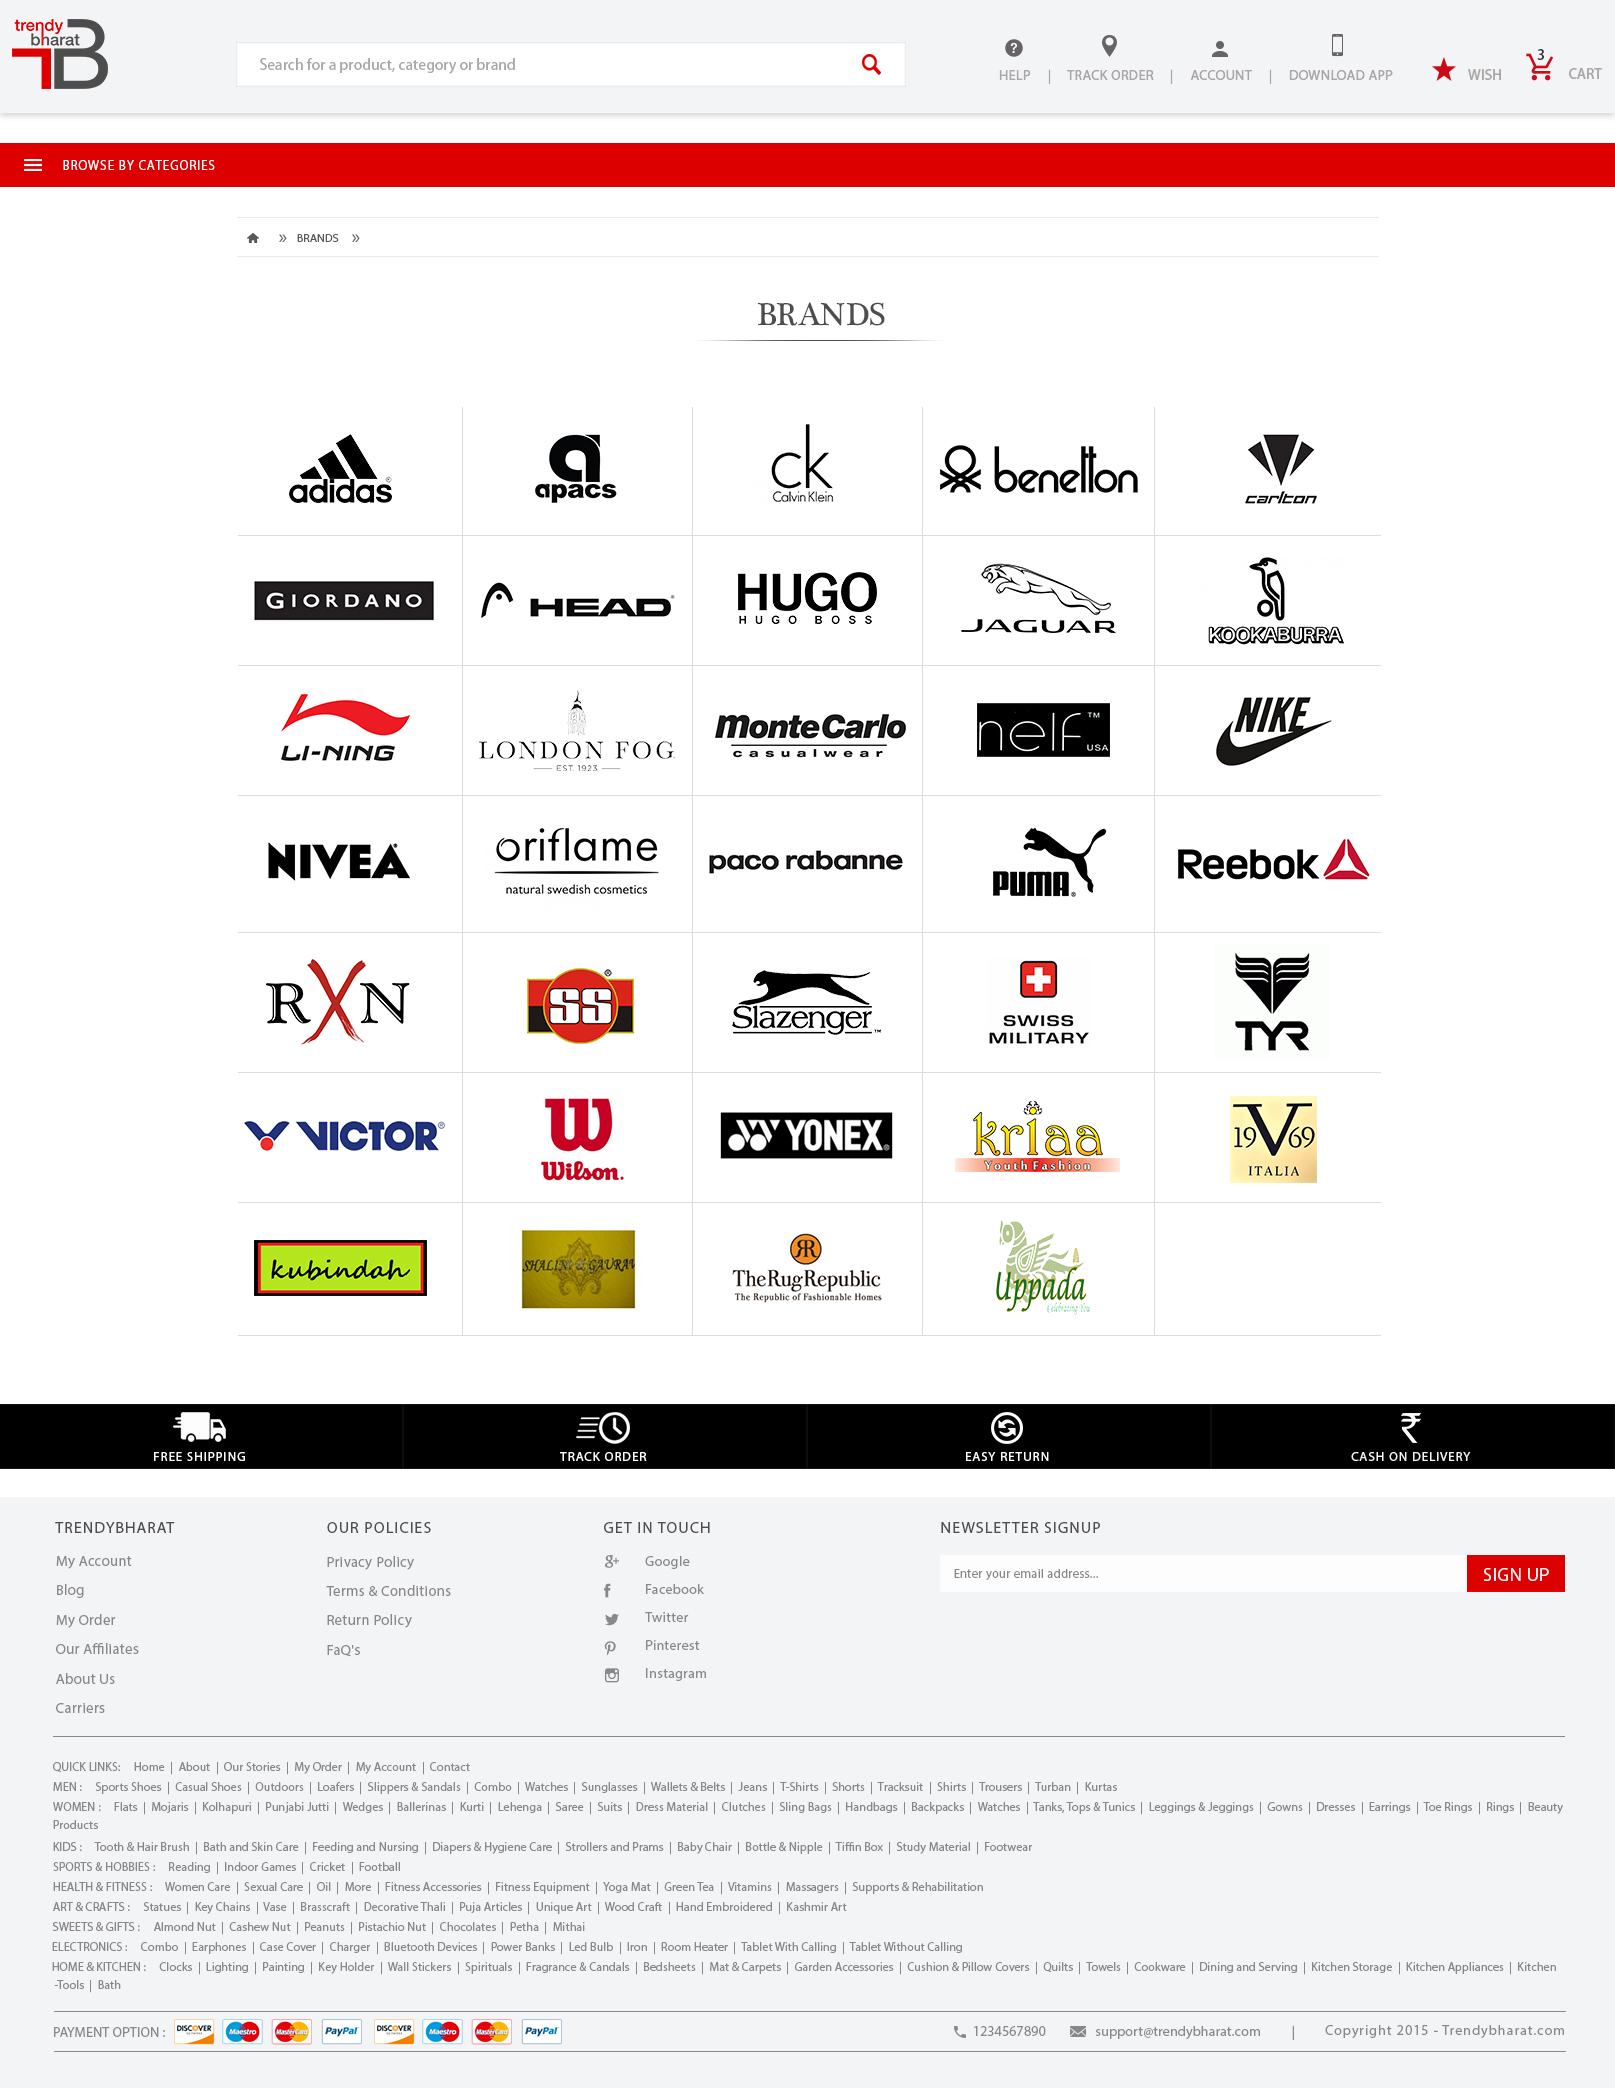 trendy
bharat
TB
Search for a product, category or brand
HELP | TRACK ORDER | ACCOUNT | DOWNLOAD APP
WISH
3
CART
BROWSE BY CATEGORIES
» BRANDS »
BRANDS
adidas®
a
apacs
ck
Calvin Klein
benetton
carlton
GIORDANO
HEAD®
HUGO
HUGO BOSS
JAGUAR
KOOKABURRA
LI-NING
LONDON FOG
EST. 1923
MonteCarlo
casualwear
nelf™
USA
NIKE
NIVEA
oriflame
natural swedish cosmetics
paco rabanne
PUMA®
Reebok
RXN
SS®
Slazenger™
SWISS
MILITARY
TYR
VICTOR®
W
Wilson.
YONEX®
kriaa
Youth Fashion
19V69
ITALIA
kubindah
SHALINI & GAURAV
RR
TheRugRepublic
The Republic of Fashionable Homes
Uppada
Celebrating You
FREE SHIPPING
TRACK ORDER
EASY RETURN
CASH ON DELIVERY
TRENDYBHARAT
My Account
Blog
My Order
Our Affiliates
About Us
Carriers
OUR POLICIES
Privacy Policy
Terms & Conditions
Return Policy
FaQ's
GET IN TOUCH
Google
Facebook
Twitter
Pinterest
Instagram
NEWSLETTER SIGNUP
Enter your email address...
SIGN UP
QUICK LINKS: Home | About | Our Stories | My Order | My Account | Contact
MEN : Sports Shoes | Casual Shoes | Outdoors | Loafers | Slippers & Sandals | Combo | Watches | Sunglasses | Wallets & Belts | Jeans | T-Shirts | Shorts | Tracksuit | Shirts | Trousers | Turban | Kurtas
WOMEN : Flats | Mojaris | Kolhapuri | Punjabi Jutti | Wedges | Ballerinas | Kurti | Lehenga | Saree | Suits | Dress Material | Clutches | Sling Bags | Handbags | Backpacks | Watches | Tanks, Tops & Tunics | Leggings & Jeggings | Gowns | Dresses | Earrings | Toe Rings | Rings | Beauty
Products
KIDS : Tooth & Hair Brush | Bath and Skin Care | Feeding and Nursing | Diapers & Hygiene Care | Strollers and Prams | Baby Chair | Bottle & Nipple | Tiffin Box | Study Material | Footwear
SPORTS & HOBBIES : Reading | Indoor Games | Cricket | Football
HEALTH & FITNESS : Women Care | Sexual Care | Oil | More | Fitness Accessories | Fitness Equipment | Yoga Mat | Green Tea | Vitamins | Massagers | Supports & Rehabilitation
ART & CRAFTS : Statues | Key Chains | Vase | Brasscraft | Decorative Thali | Puja Articles | Unique Art | Wood Craft | Hand Embroidered | Kashmir Art
SWEETS & GIFTS : Almond Nut | Cashew Nut | Peanuts | Pistachio Nut | Chocolates | Petha | Mithai
ELECTRONICS : Combo | Earphones | Case Cover | Charger | Bluetooth Devices | Power Banks | Led Bulb | Iron | Room Heater | Tablet With Calling | Tablet Without Calling
HOME & KITCHEN : Clocks | Lighting | Painting | Key Holder | Wall Stickers | Spirituals | Fragrance & Candals | Bedsheets | Mat & Carpets | Garden Accessories | Cushion & Pillow Covers | Quilts | Towels | Cookware | Dining and Serving | Kitchen Storage | Kitchen Appliances | Kitchen
-Tools | Bath
PAYMENT OPTION : DISCOVER Maestro MasterCard PayPal DISCOVER Maestro MasterCard PayPal
1234567890 support@trendybharat.com | Copyright 2015 - Trendybharat.com